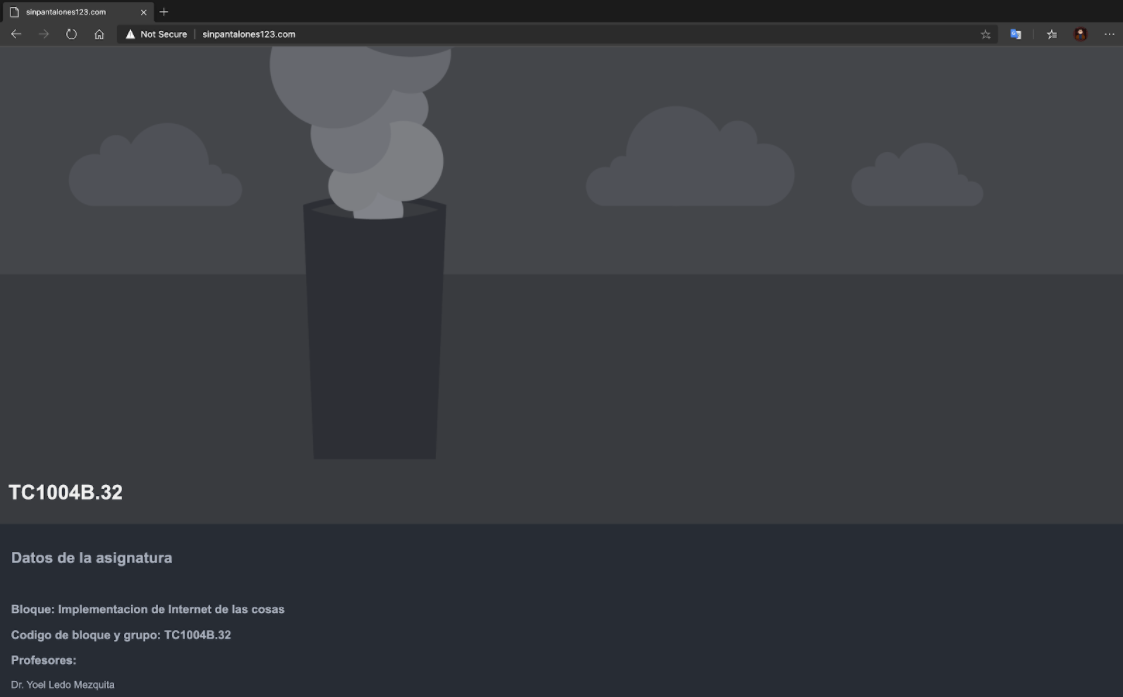 sinpantalones123.com
Not Secure sinpantalones123.com
TC1004B.32
Datos de la asignatura
Bloque: Implementacion de Internet de las cosas
Codigo de bloque y grupo: TC1004B.32
Profesores:
Dr. Yoel Ledo Mezquita